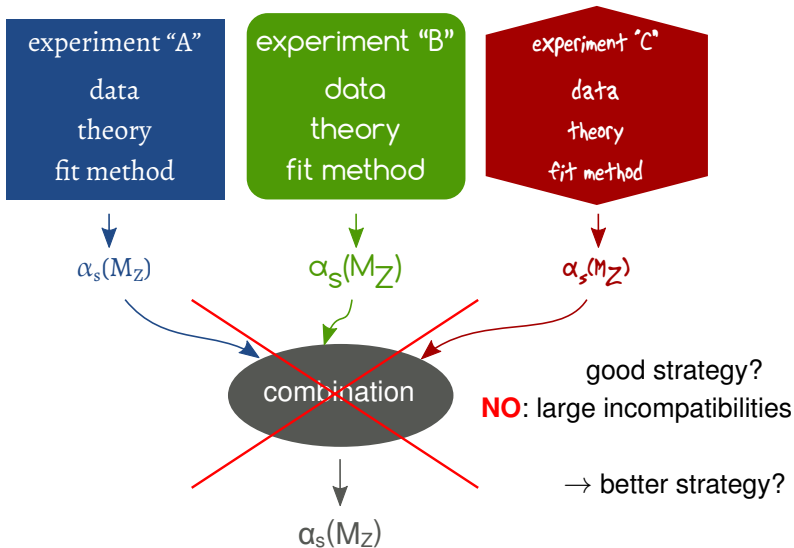 experiment “A”
data
theory
fit method
αs(MZ)
experiment “B”
data
theory
fit method
αs(MZ)
experiment "C"
data
theory
fit method
αs(MZ)
combination
good strategy?
NO: large incompatibilities
→ better strategy?
αs(MZ)